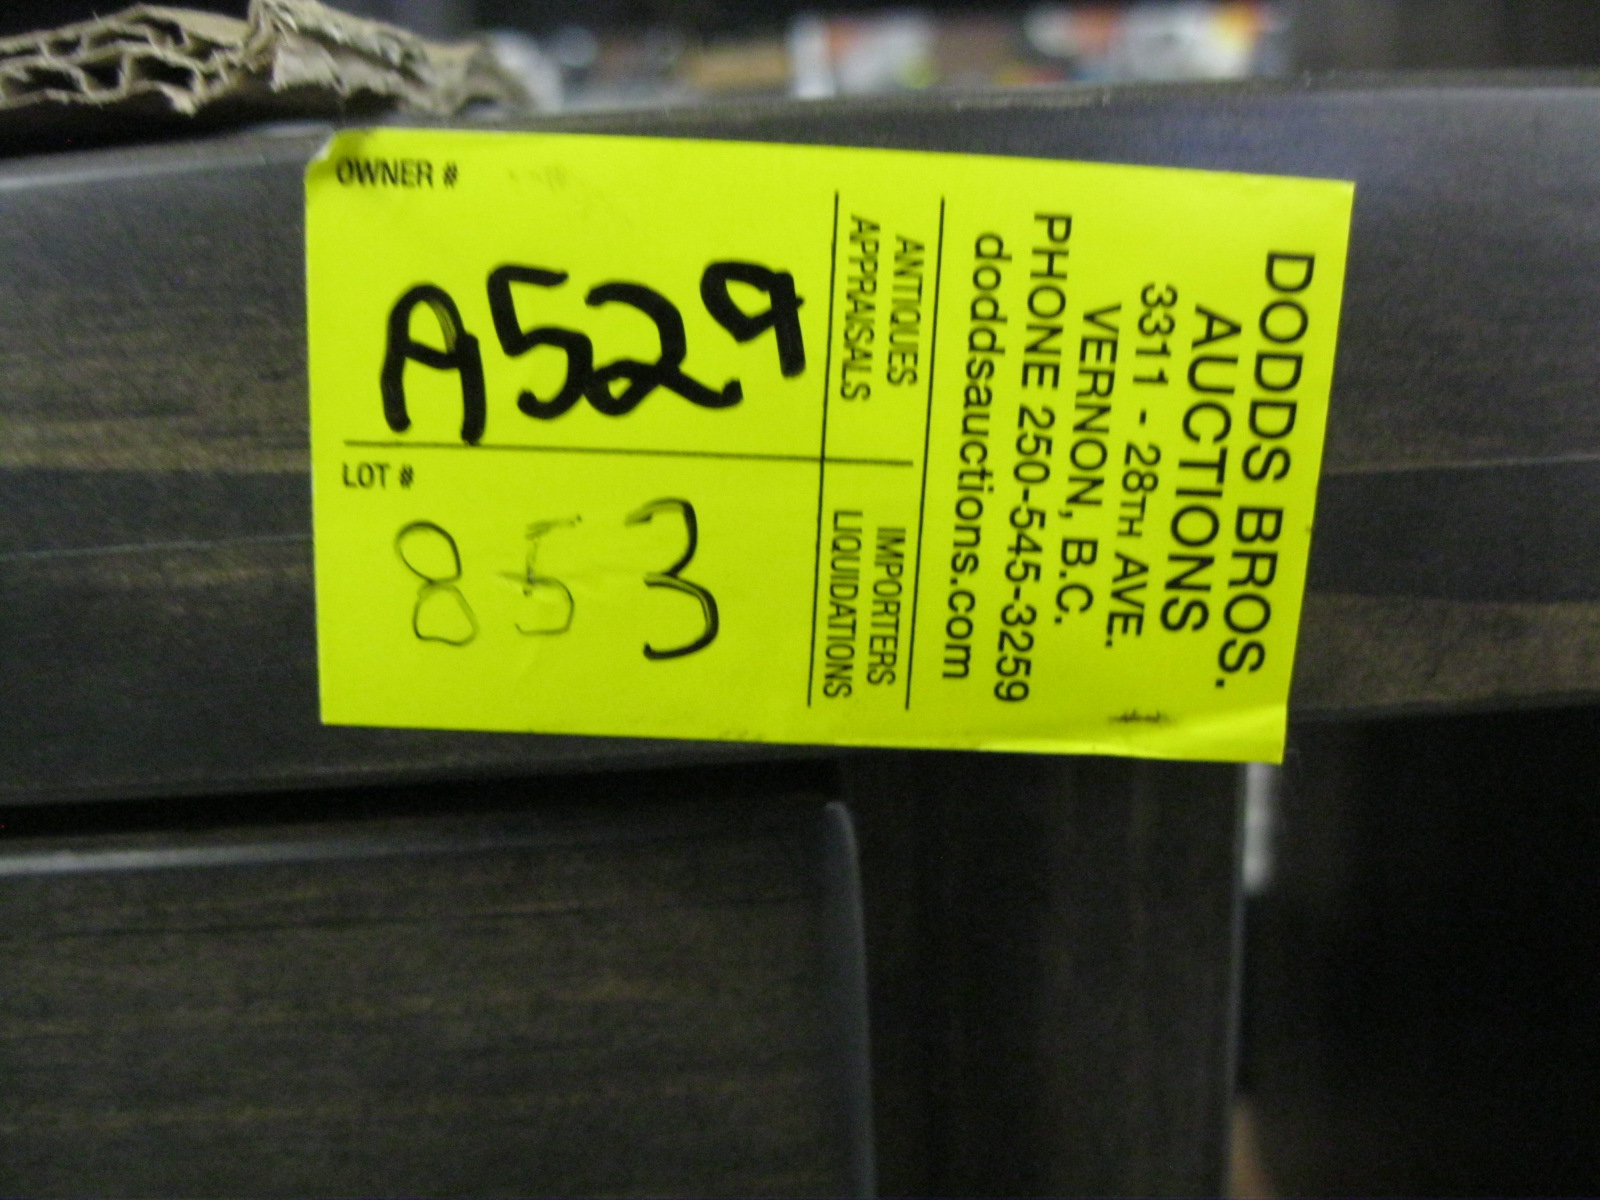 DODDS BROS.
AUCTIONS
3311 - 28TH AVE.
VERNON, B.C.
PHONE 250-545-3259
doddsauctions.com
ANTIQUES
APPRAISALS
IMPORTERS
LIQUIDATIONS
OWNER #
A529
LOT #
853